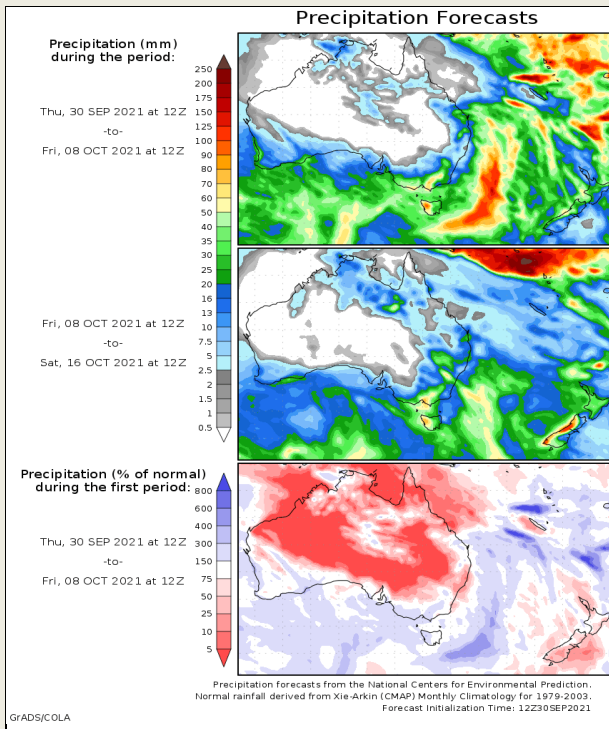 Precipitation Forecasts
Precipitation (mm)
during the period:
Thu, 30 SEP 2021 at 12Z
-to-
Fri, 08 OCT 2021 at 12Z
250
200
175
150
125
100
90
80
70
60
50
40
35
30
25
20
16
13
10
7.5
5
2.5
2
1.5
1
0.5
Fri, 08 OCT 2021 at 12Z
-to-
Sat, 16 OCT 2021 at 12Z
Precipitation (% of normal)
during the first period:
Thu, 30 SEP 2021 at 12Z
-to-
Fri, 08 OCT 2021 at 12Z
800
600
400
300
150
75
50
25
10
5
Precipitation forecasts from the National Centers for Environmental Prediction.
Normal rainfall derived from Xie-Arkin (CMAP) Monthly Climatology for 1979-2003.
Forecast Initialization Time: 12Z30SEP2021
GrADS/COLA